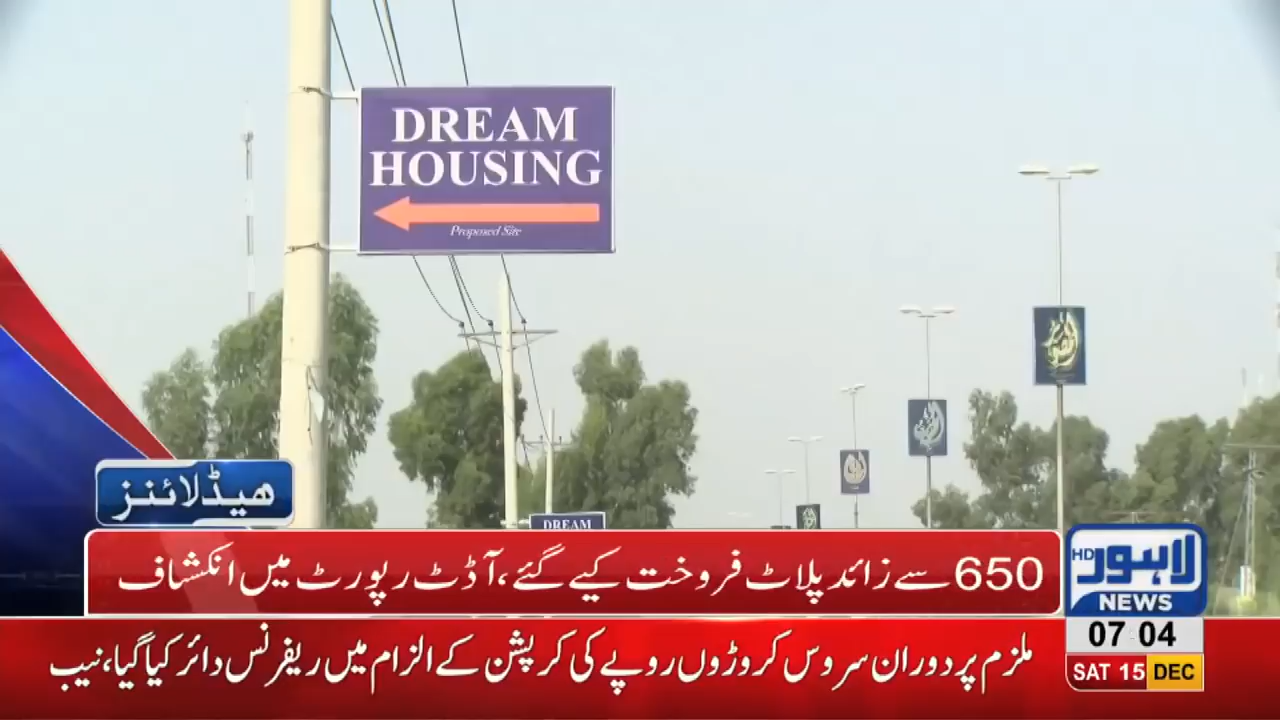 DREAM
HOUSING
Proposed Site
DREAM
ھیڈلائنز
650 سے زائد پلاٹ فروخت کیے گئے، آڈٹ رپورٹ میں انکشاف
HD
لاہور
NEWS
07 04
SAT 15 DEC
ملزم پر دوران سروس کروڑوں روپے کی کرپشن کے الزام میں ریفرنس دائر کیا گیا، نیب